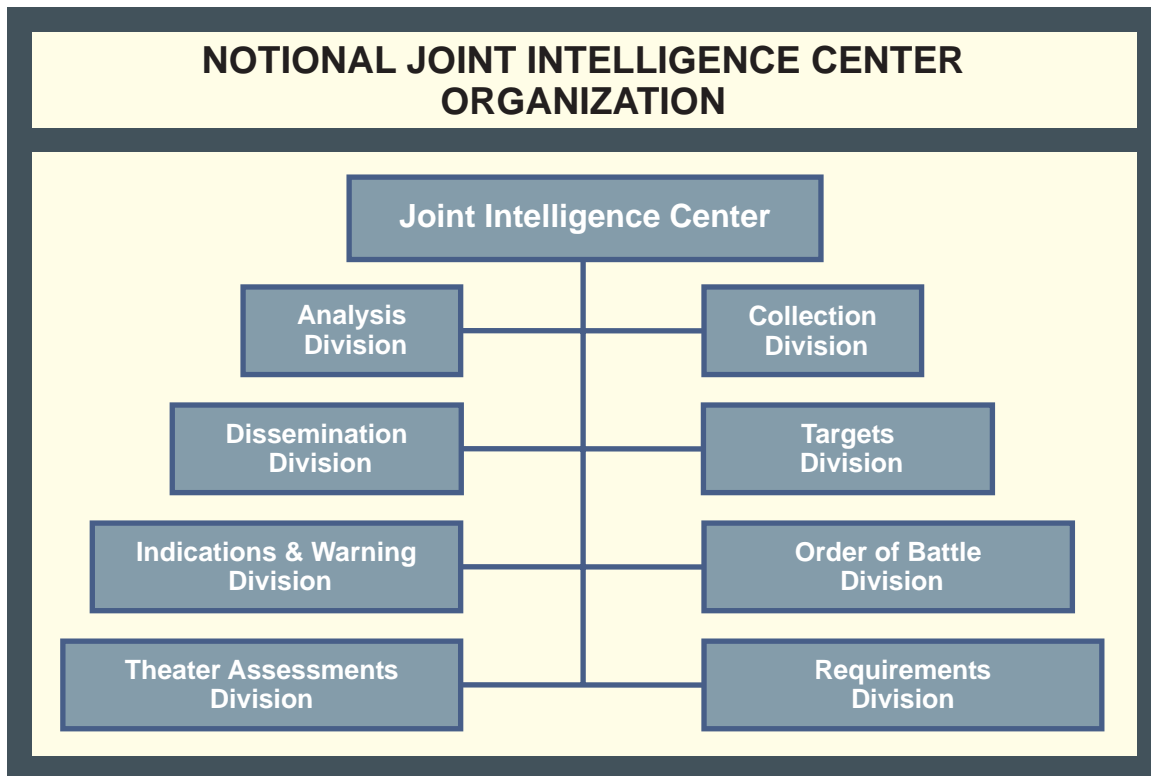 NOTIONAL JOINT INTELLIGENCE CENTER
ORGANIZATION
Joint Intelligence Center
Analysis
Division
Collection
Division
Dissemination
Division
Targets
Division
Indications & Warning
Division
Order of Battle
Division
Theater Assessments
Division
Requirements
Division